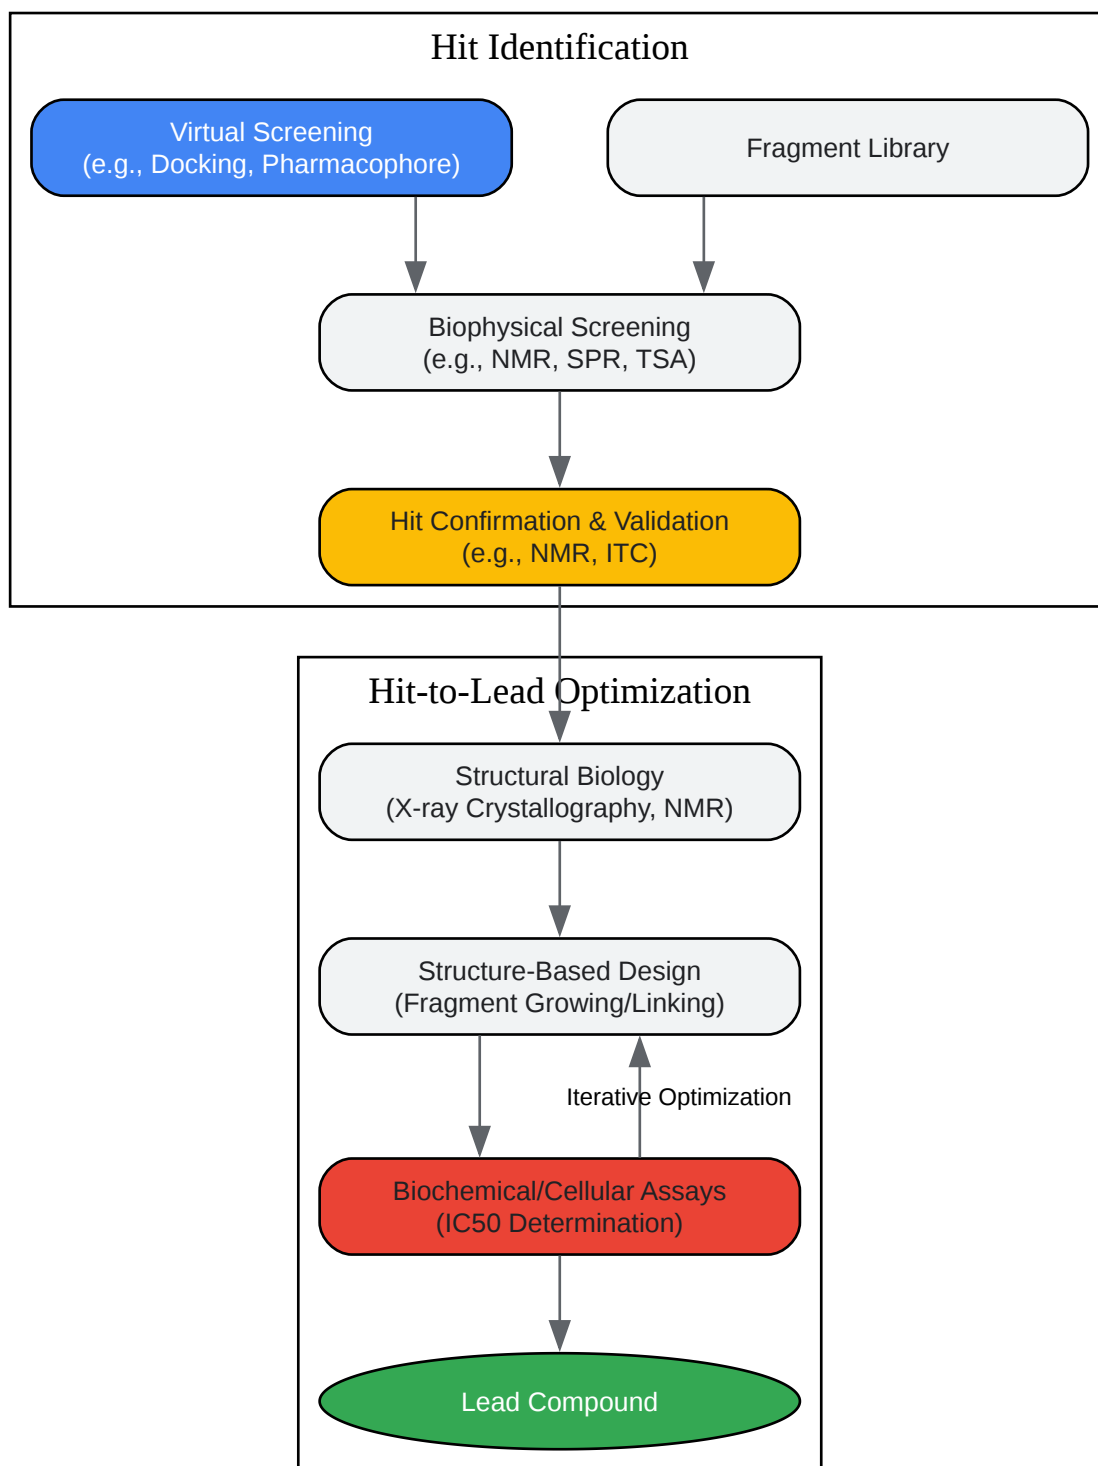 Hit Identification
Virtual Screening
(e.g., Docking, Pharmacophore)
Fragment Library
Biophysical Screening
(e.g., NMR, SPR, TSA)
Hit Confirmation & Validation
(e.g., NMR, ITC)
Hit-to-Lead Optimization
Structural Biology
(X-ray Crystallography, NMR)
Structure-Based Design
(Fragment Growing/Linking)
Iterative Optimization
Biochemical/Cellular Assays
(IC50 Determination)
Lead Compound